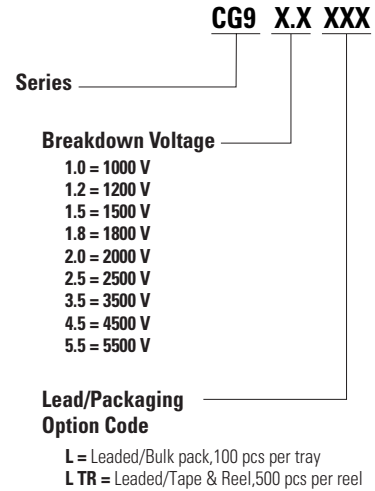 CG9 X.X XXX
Series
Breakdown Voltage
1.0 = 1000 V
1.2 = 1200 V
1.5 = 1500 V
1.8 = 1800 V
2.0 = 2000 V
2.5 = 2500 V
3.5 = 3500 V
4.5 = 4500 V
5.5 = 5500 V
Lead/Packaging
Option Code
L = Leaded/Bulk pack,100 pcs per tray
L TR = Leaded/Tape & Reel,500 pcs per reel